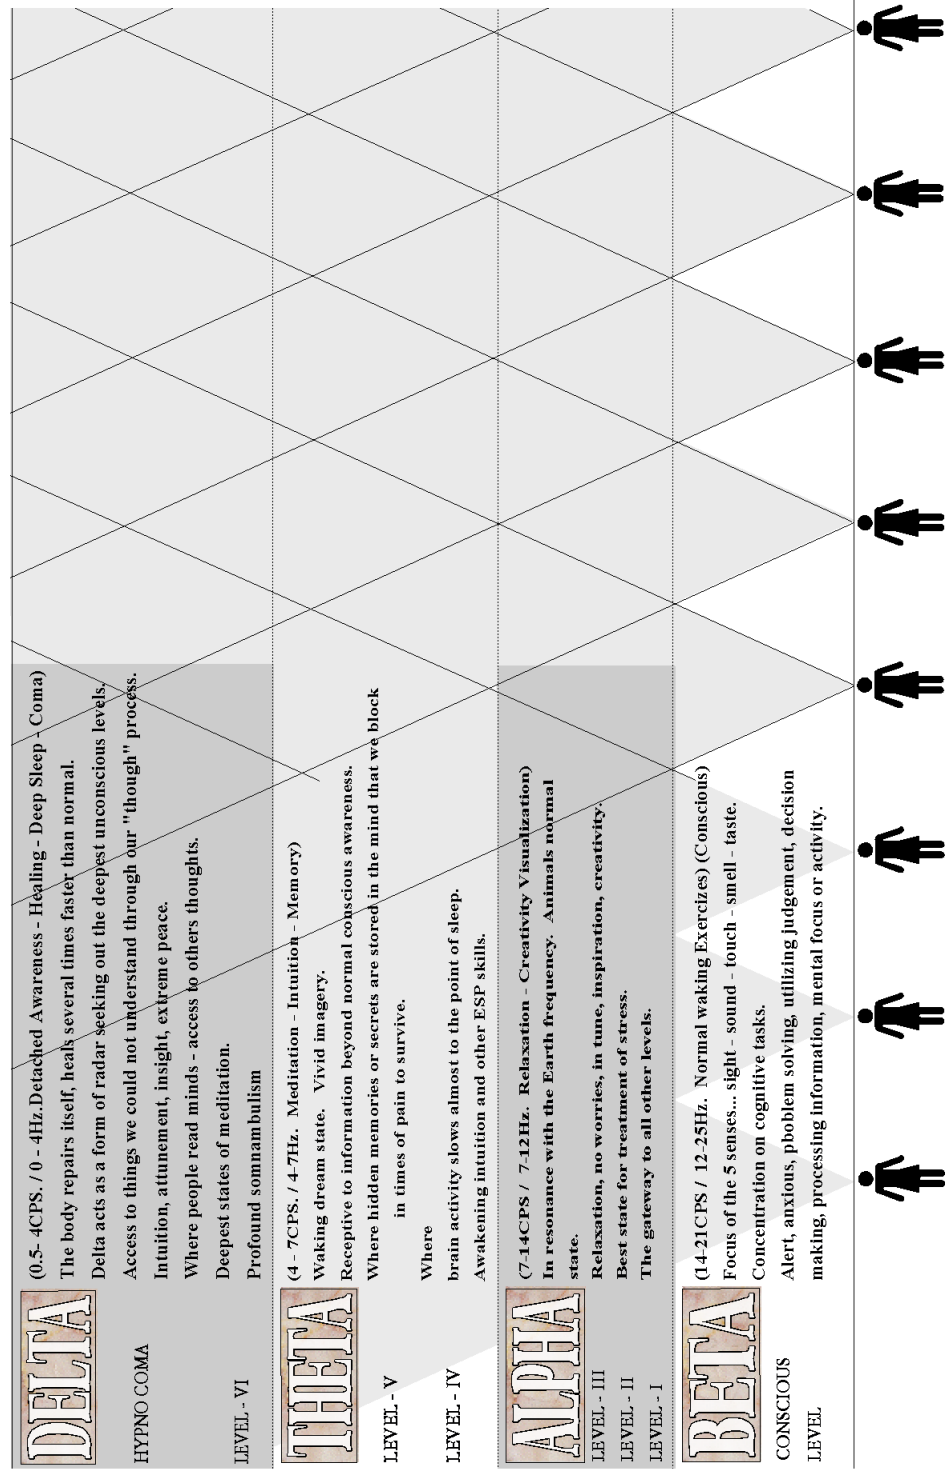 DELTA
(0.5- 4CPS. / 0 - 4Hz.Detached Awareness - Healing - Deep Sleep - Coma)
The body repairs itself, heals several times faster than normal.
Delta acts as a form of radar seeking out the deepest unconscious levels.
Access to things we could not understand through our "though" process.
Intuition, attunement, insight, extreme peace.
Where people read minds - access to others thoughts.
Deepest states of meditation.
Profound somnambulism
HYPNO COMA
LEVEL - VI
THETA
(4 - 7CPS. / 4-7Hz.  Meditation - Intuition - Memory)
Waking dream state.  Vivid imagery.
Receptive to information beyond normal conscious awareness.
Where hidden memories or secrets are stored in the mind that we block
in times of pain to survive.
Where
brain activity slows almost to the point of sleep.
Awakening intuition and other ESP skills.
LEVEL - V
LEVEL - IV
ALPHA
(7-14CPS / 7-12Hz.  Relaxation - Creativity Visualization)
In resonance with the Earth frequency.  Animals normal
state.
Relaxation, no worries, in tune, inspiration, creativity.
Best state for treatment of stress.
The gateway to all other levels.
LEVEL - III
LEVEL - II
LEVEL - I
BETA
(14-21CPS / 12-25Hz.  Normal waking Exercizes) (Conscious)
Focus of the 5 senses... sight - sound - touch - smell - taste.
Concentration on cognitive tasks.
Alert, anxious, pboblem solving, utilizing judgement, decision
making, processing information, mental focus or activity.
CONSCIOUS
LEVEL